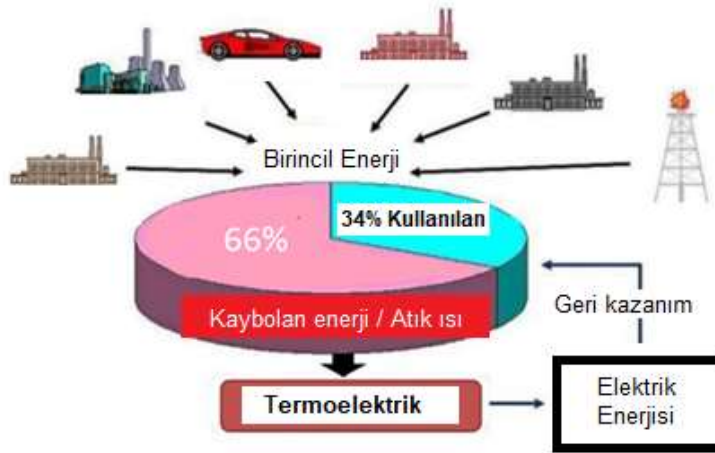 Birincil Enerji
34% Kullanılan
66%
Kaybolan enerji / Atık ısı
Geri kazanım
Termoelektrik
Elektrik
Enerjisi